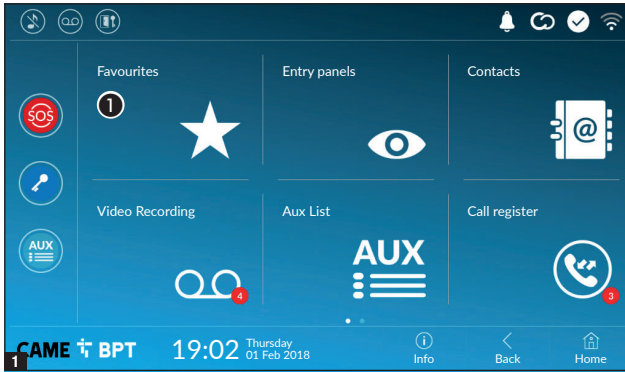 Favourites
Entry panels
Contacts
1
SOS
@
Video Recording
Aux List
Call register
AUX
AUX
4
3
CAME BPT
19:02
Thursday
01 Feb 2018
i
Info
Back
Home
1